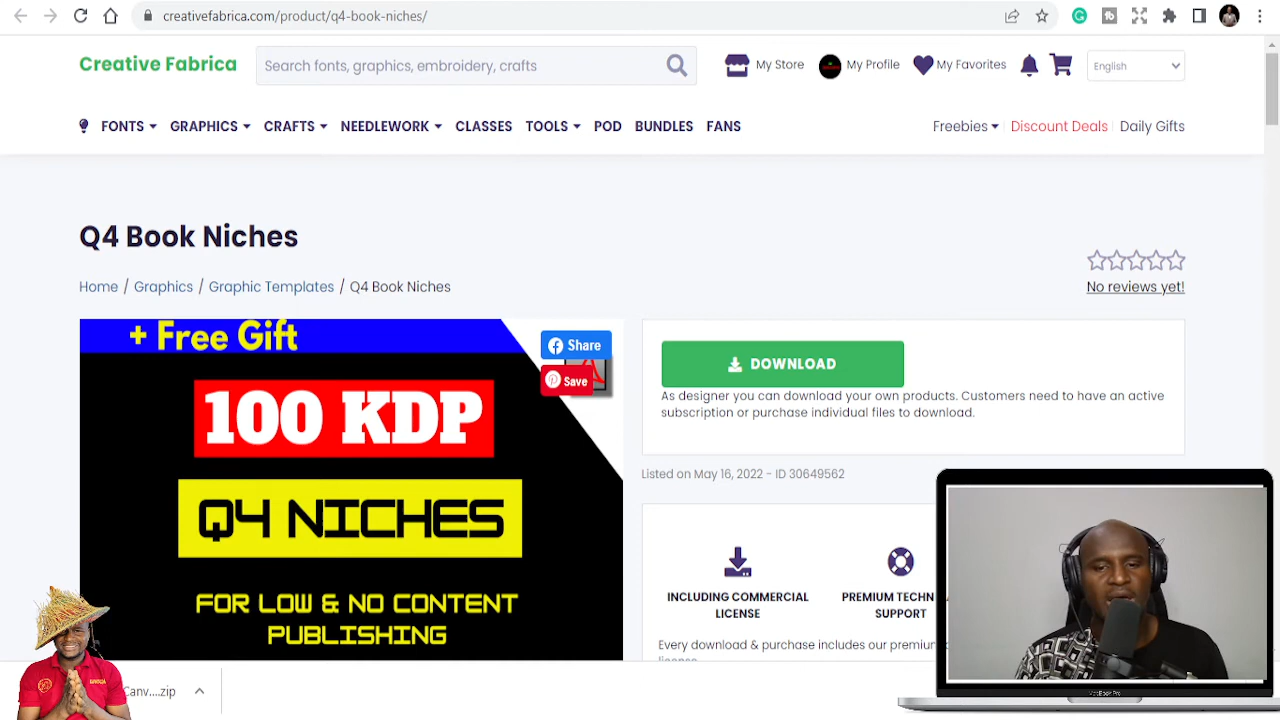 creativefabrica.com/product/q4-book-niches/
Creative Fabrica
Search fonts, graphics, embroidery, crafts
My Store
My Profile
My Favorites
English
FONTS GRAPHICS CRAFTS NEEDLEWORK CLASSES TOOLS POD BUNDLES FANS
Freebies Discount Deals Daily Gifts
Q4 Book Niches
No reviews yet!
Home / Graphics / Graphic Templates / Q4 Book Niches
+ Free Gift
Share
Save
100 KDP
Q4 NICHES
FOR LOW & NO CONTENT
PUBLISHING
DOWNLOAD
As designer you can download your own products. Customers need to have an active
subscription or purchase individual files to download.
Listed on May 16, 2022 - ID 30649562
INCLUDING COMMERCIAL
LICENSE
PREMIUM TECHN
SUPPORT
Every download & purchase includes our premium
license.
Canv....zip
MacBook Pro